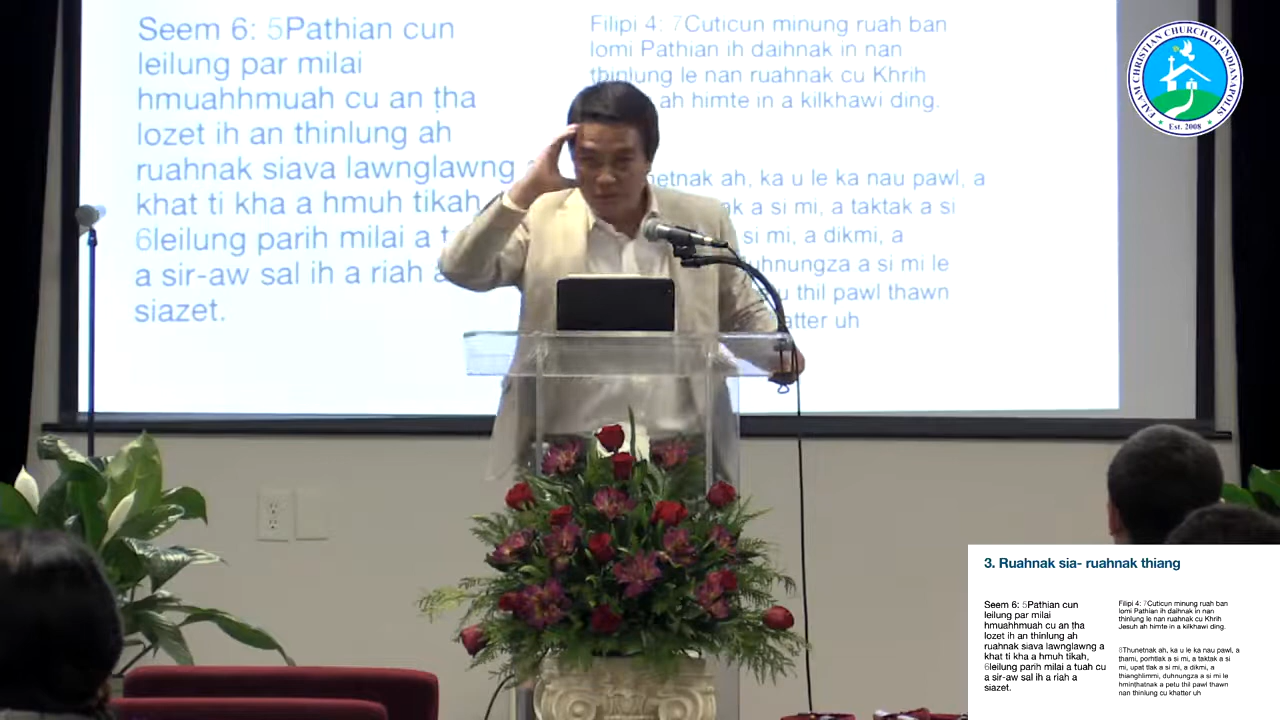 Seem 6: 5Pathian cun
leilung par milai
hmuahhmuah cu an ṭha
lozet ih an thinlung ah
ruahnak siava lawnglawng
khat ti kha a hmuh tikah,
6leilung parih milai a
a sir-aw sal ih a riah a
siazet.
Filipi 4: 7Cuticun minung ruah ban
lomi Pathian ih daihnak in nan
thinlung le nan ruahnak cu Khrih
ah himte in a kilkhawi ding.
ah, ka u le ka nau pawl, a
a si mi, a taktak a si
si mi, a dikmi, a
a si mi le
thil pawl thawn
uh
FALAM CHRISTIAN CHURCH OF INDIANAPOLIS
Est. 2008
3. Ruahnak sia- ruahnak thiang
Seem 6: 5Pathian cun
leilung par milai
hmuahhmuah cu an ṭha
lozet ih an thinlung ah
ruahnak siava lawnglawng a
khat ti kha a hmuh tikah,
6leilung parih milai a tuah cu
a sir-aw sal ih a riah a
siazet.
Filipi 4: 7Cuticun minung ruah ban
lomi Pathian ih daihnak in nan
thinlung le nan ruahnak cu Khrih
Jesuh ah himte in a kilkhawi ding.
8Thunetnak ah, ka u le ka nau pawl, a
ṭhami, porhtlak a si mi, a taktak a si
mi, upat tlak a si mi, a dikmi, a
thianghlimmi, duhnungza a si mi le
hminṭhatnak a petu thil pawl thawn
nan thinlung cu khatter uh